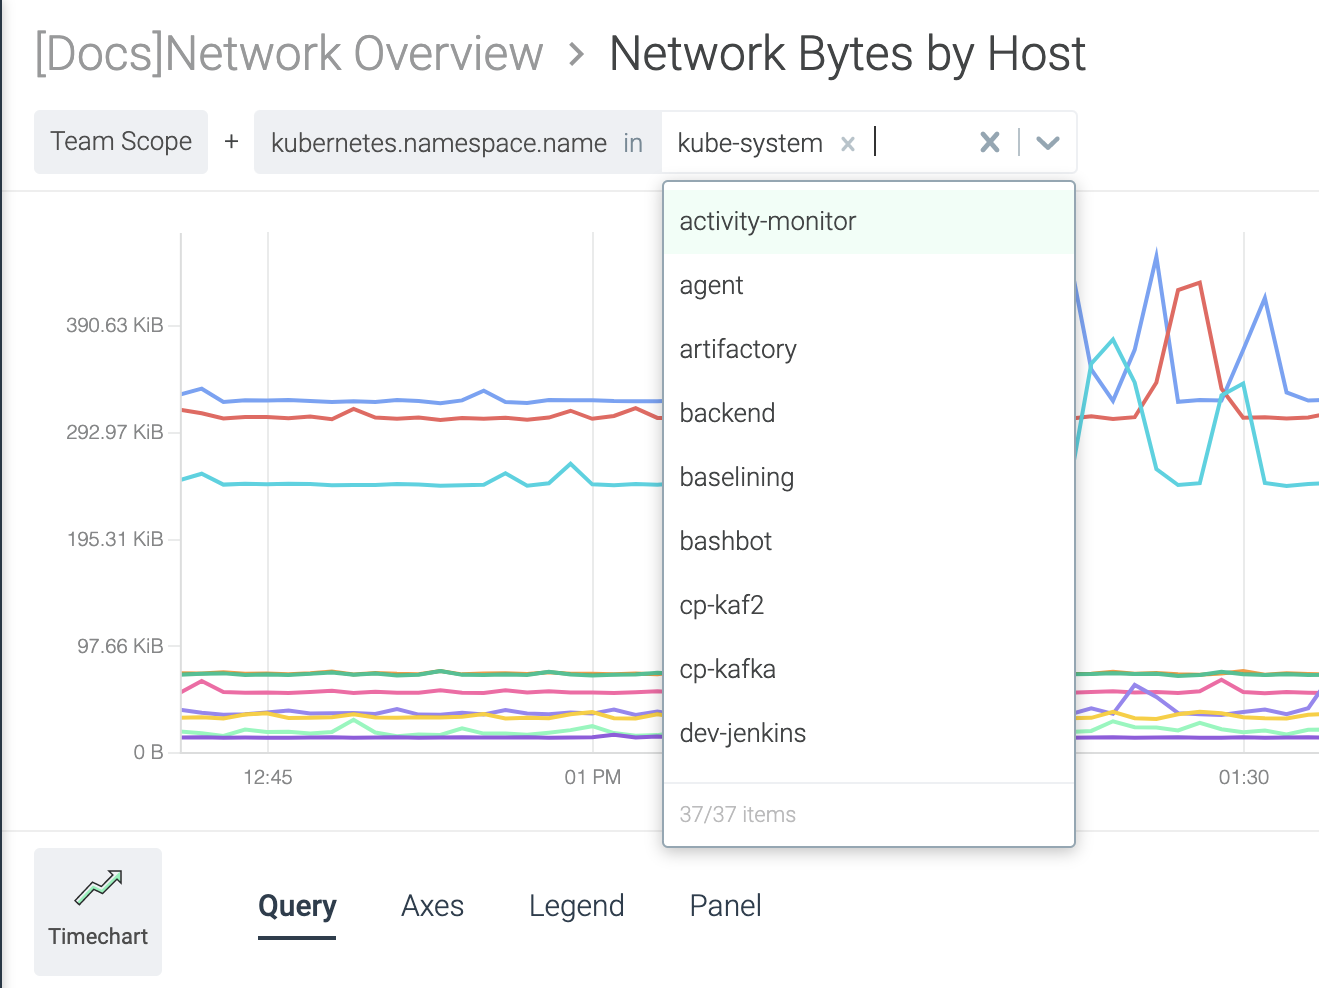 [Docs]Network Overview > Network Bytes by Host
Team Scope + kubernetes.namespace.name in kube-system ×
activity-monitor
agent
artifactory
backend
baselining
bashbot
cp-kaf2
cp-kafka
dev-jenkins
37/37 items
390.63 KiB
292.97 KiB
195.31 KiB
97.66 KiB
0 B
12:45
01 PM
01:30
Timechart
Query
Axes
Legend
Panel